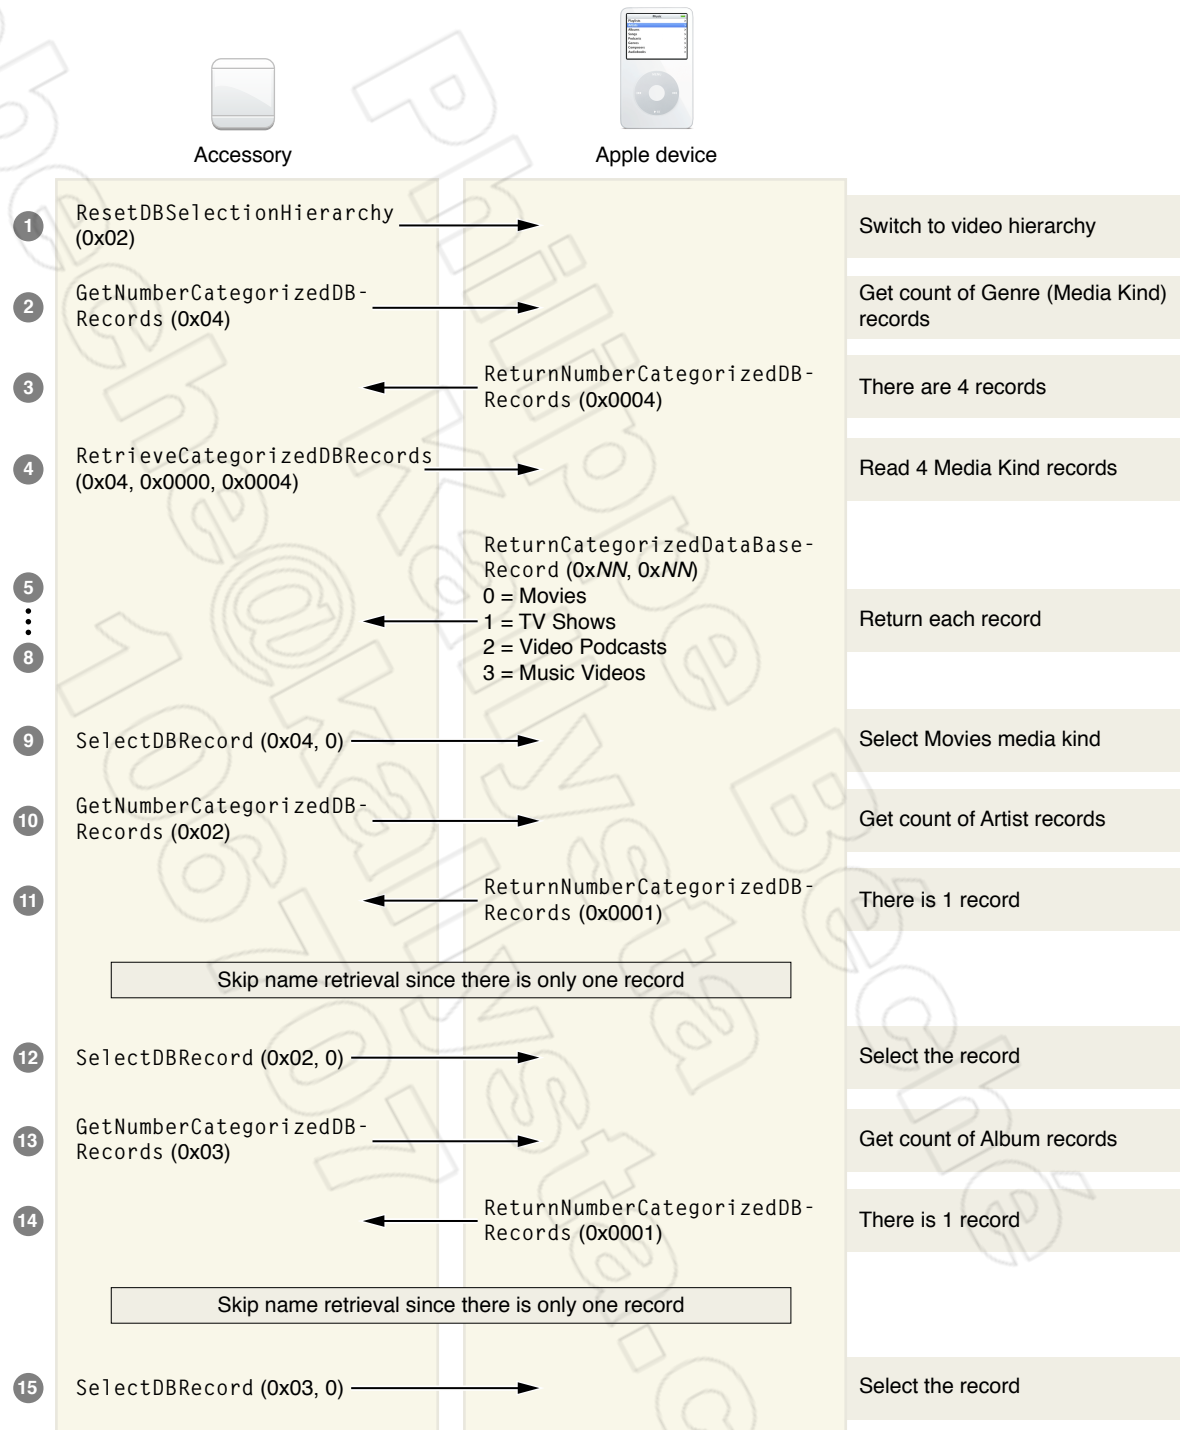 Accessory
Apple device
1
ResetDBSelectionHierarchy
(0x02)
Switch to video hierarchy
2
GetNumberCategorizedDB-
Records (0x04)
Get count of Genre (Media Kind)
records
3
ReturnNumberCategorizedDB-
Records (0x0004)
There are 4 records
4
RetrieveCategorizedDBRecords
(0x04, 0x0000, 0x0004)
Read 4 Media Kind records
5
8
ReturnCategorizedDataBase-
Record (0xNN, 0xNN)
0 = Movies
1 = TV Shows
2 = Video Podcasts
3 = Music Videos
Return each record
9
SelectDBRecord (0x04, 0)
Select Movies media kind
10
GetNumberCategorizedDB-
Records (0x02)
Get count of Artist records
11
ReturnNumberCategorizedDB-
Records (0x0001)
There is 1 record
Skip name retrieval since there is only one record
12
SelectDBRecord (0x02, 0)
Select the record
13
GetNumberCategorizedDB-
Records (0x03)
Get count of Album records
14
ReturnNumberCategorizedDB-
Records (0x0001)
There is 1 record
Skip name retrieval since there is only one record
15
SelectDBRecord (0x03, 0)
Select the record
Philippe Béché
Kallysta